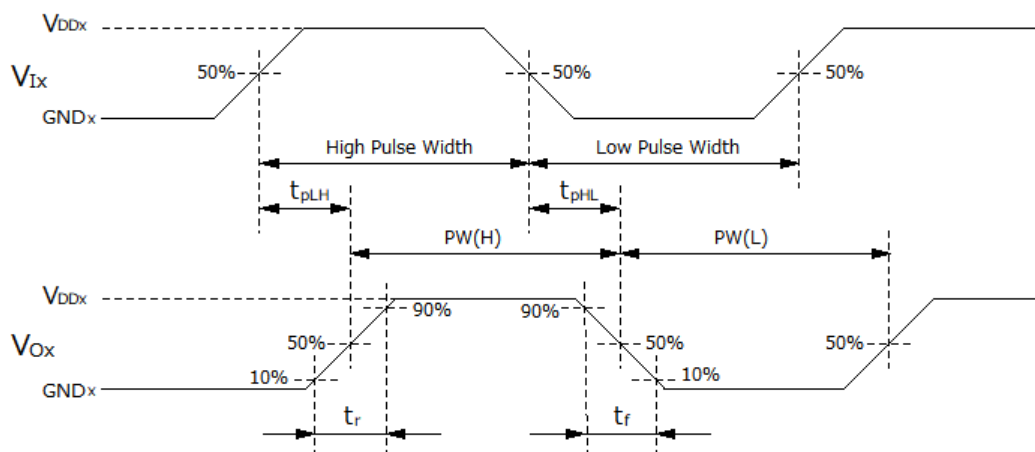 VDDx
VIx
50%
50%
50%
GNDx
High Pulse Width
Low Pulse Width
tpLH
tpHL
PW(H)
PW(L)
VDDx
90%
90%
VOx
50%
50%
50%
10%
10%
GNDx
tr
tf